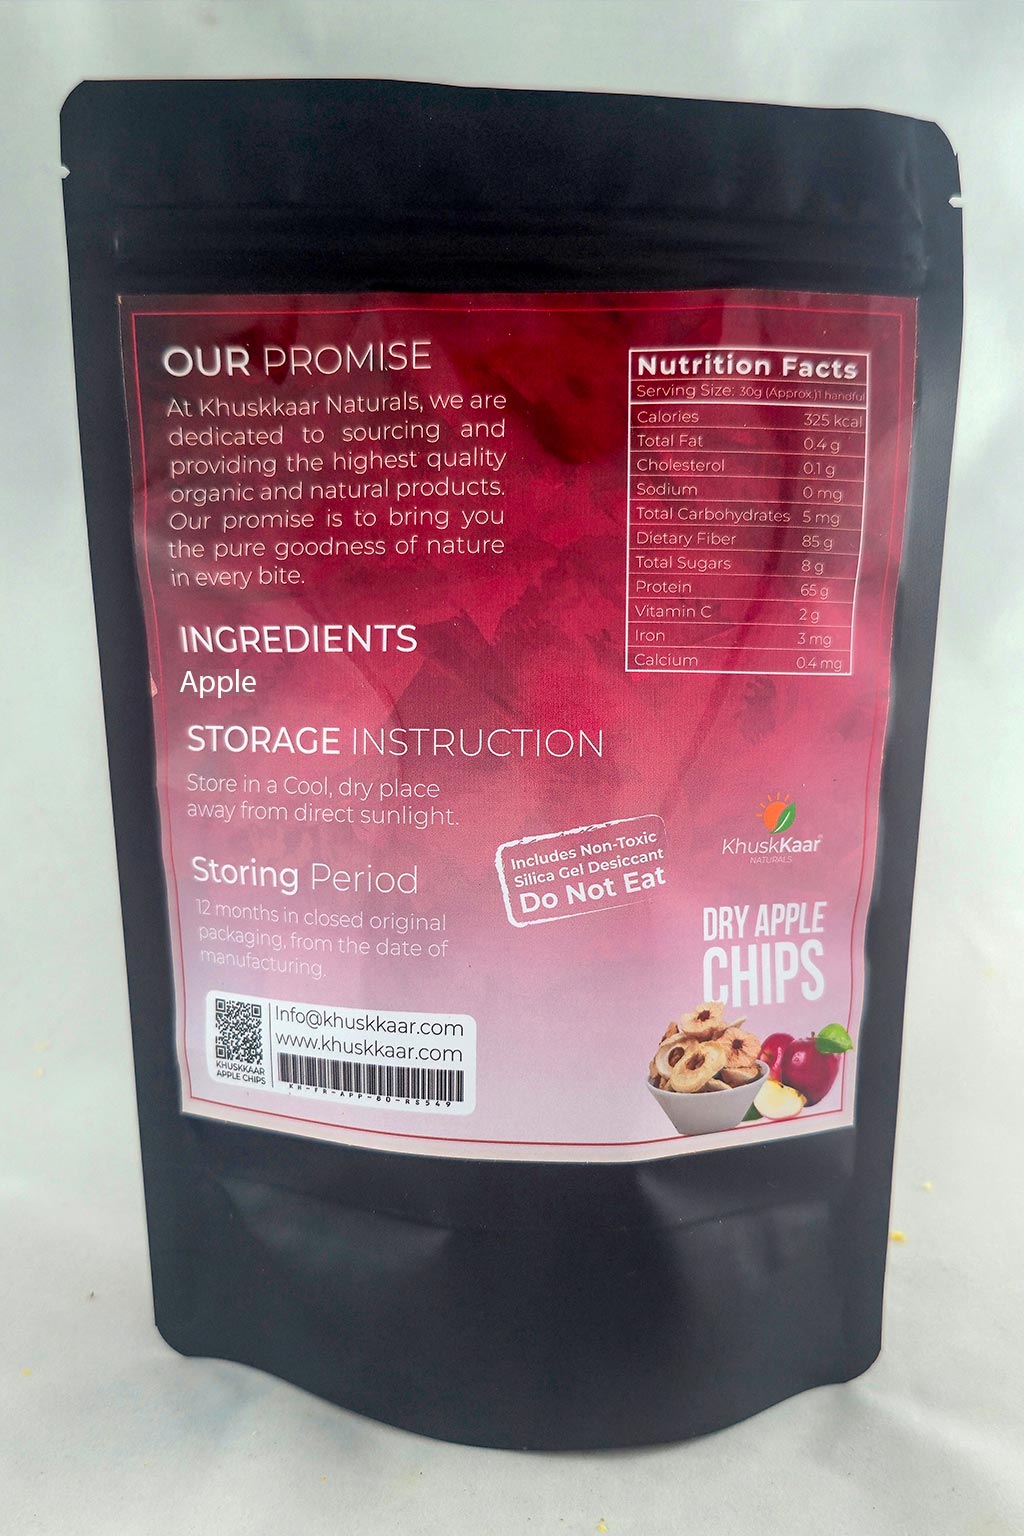 OUR PROMISE
At Khuskkaar Naturals, we are
dedicated to sourcing and
providing the highest quality
organic and natural products.
Our promise is to bring you
the pure goodness of nature
in every bite.
INGREDIENTS
Apple
STORAGE INSTRUCTION
Store in a Cool, dry place
away from direct sunlight.
Storing Period
12 months in closed original
packaging, from the date of
manufacturing.
KHUSKKAAR
APPLE CHIPS
Info@khuskkaar.com
www.khuskkaar.com
KK-FR-APP-80-RS549
Includes Non-Toxic
Silica Gel Desiccant
Do Not Eat
Nutrition Facts
Serving Size: 30g (Approx)1 handful
Calories 325 kcal
Total Fat 0.4 g
Cholesterol 0.1 g
Sodium 0 mg
Total Carbohydrates 5 mg
Dietary Fiber 85 g
Total Sugars 8 g
Protein 65 g
Vitamin C 2 g
Iron 3 mg
Calcium 0.4 mg
KhuskKaar®
NATURALS
DRY APPLE
CHIPS